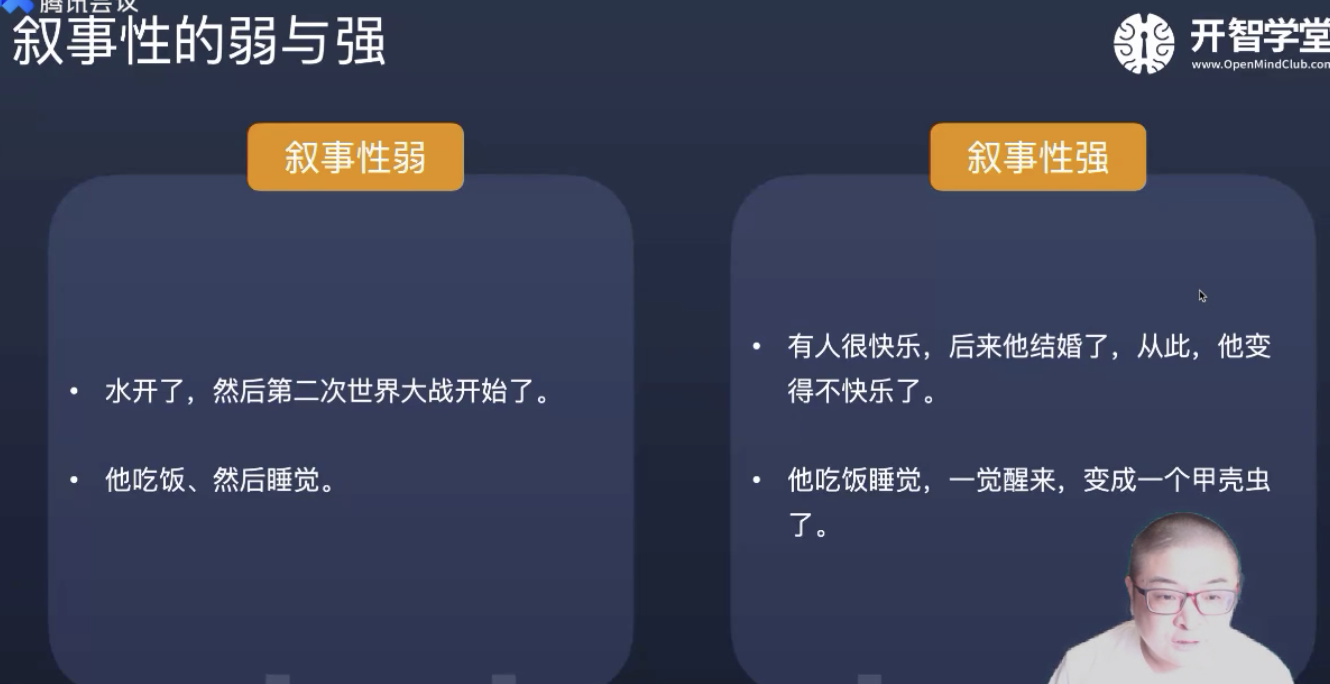 腾讯会议
叙事性的弱与强
开智学堂
www.OpenMindClub.com
叙事性弱
叙事性强
• 水开了，然后第二次世界大战开始了。
• 他吃饭、然后睡觉。
• 有人很快乐，后来他结婚了，从此，他变
得不快乐了。
• 他吃饭睡觉，一觉醒来，变成一个甲壳虫
了。